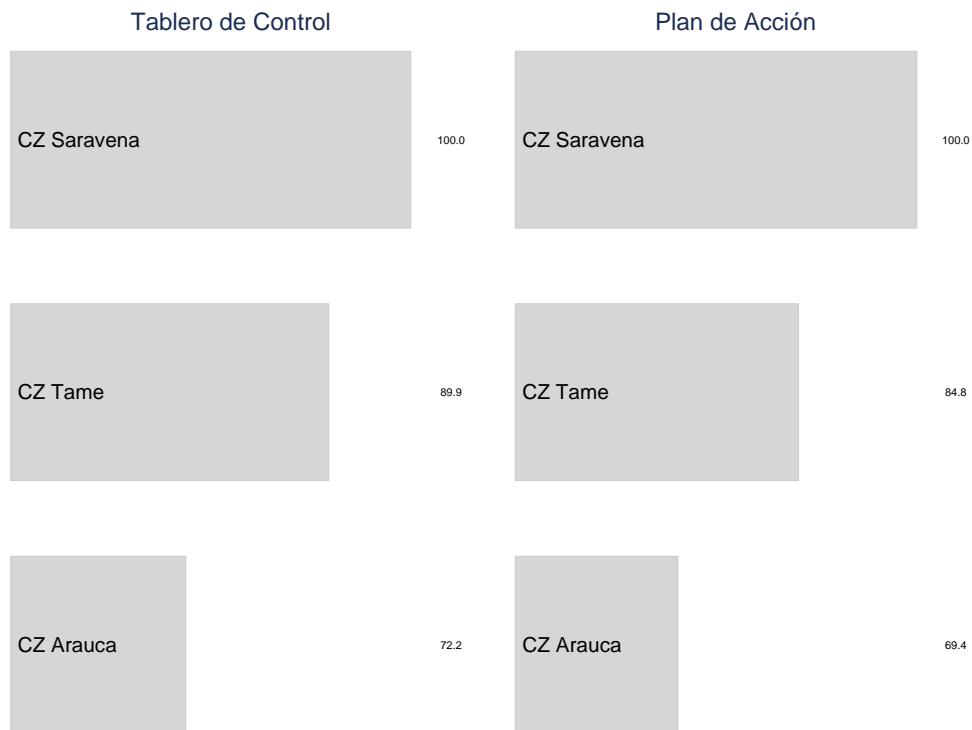 Tablero de Control
CZ Saravena 100.0
CZ Tame 89.9
CZ Arauca 72.2
Plan de Acción
CZ Saravena 100.0
CZ Tame 84.8
CZ Arauca 69.4